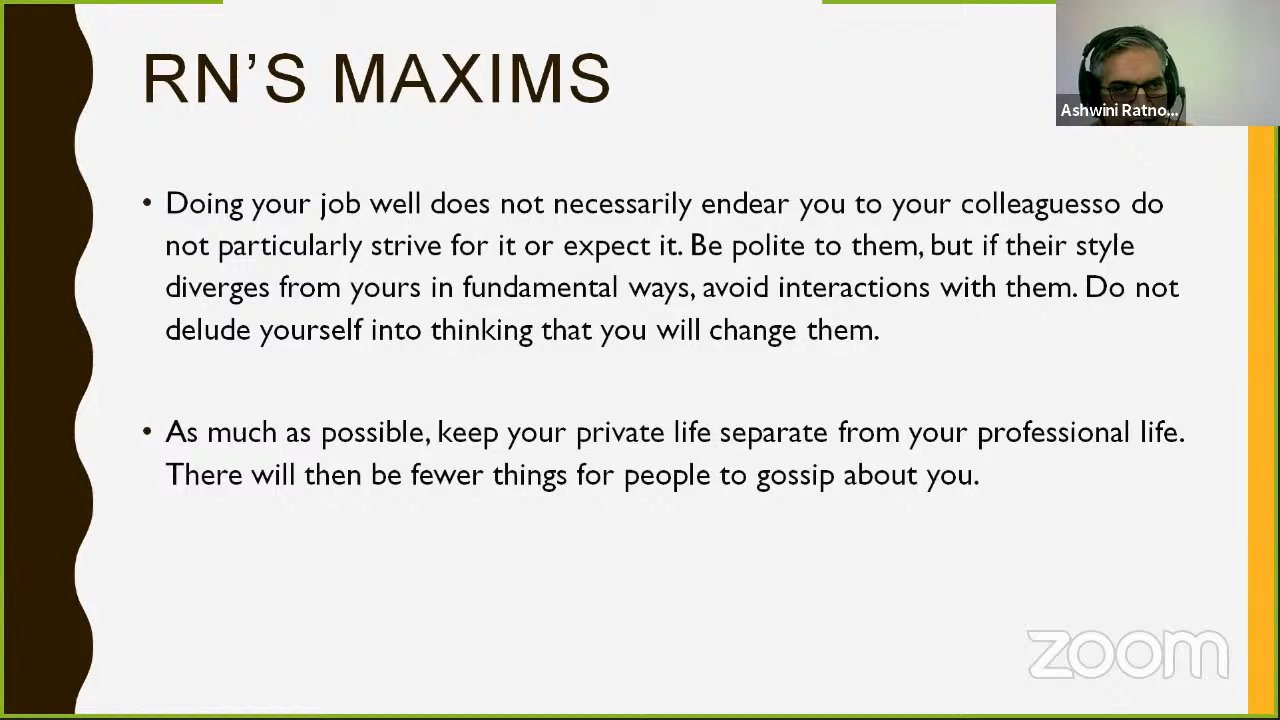 RN'S MAXIMS
Ashwini Ratno...
• Doing your job well does not necessarily endear you to your colleaguesso do
not particularly strive for it or expect it. Be polite to them, but if their style
diverges from yours in fundamental ways, avoid interactions with them. Do not
delude yourself into thinking that you will change them.
• As much as possible, keep your private life separate from your professional life.
There will then be fewer things for people to gossip about you.
zoom